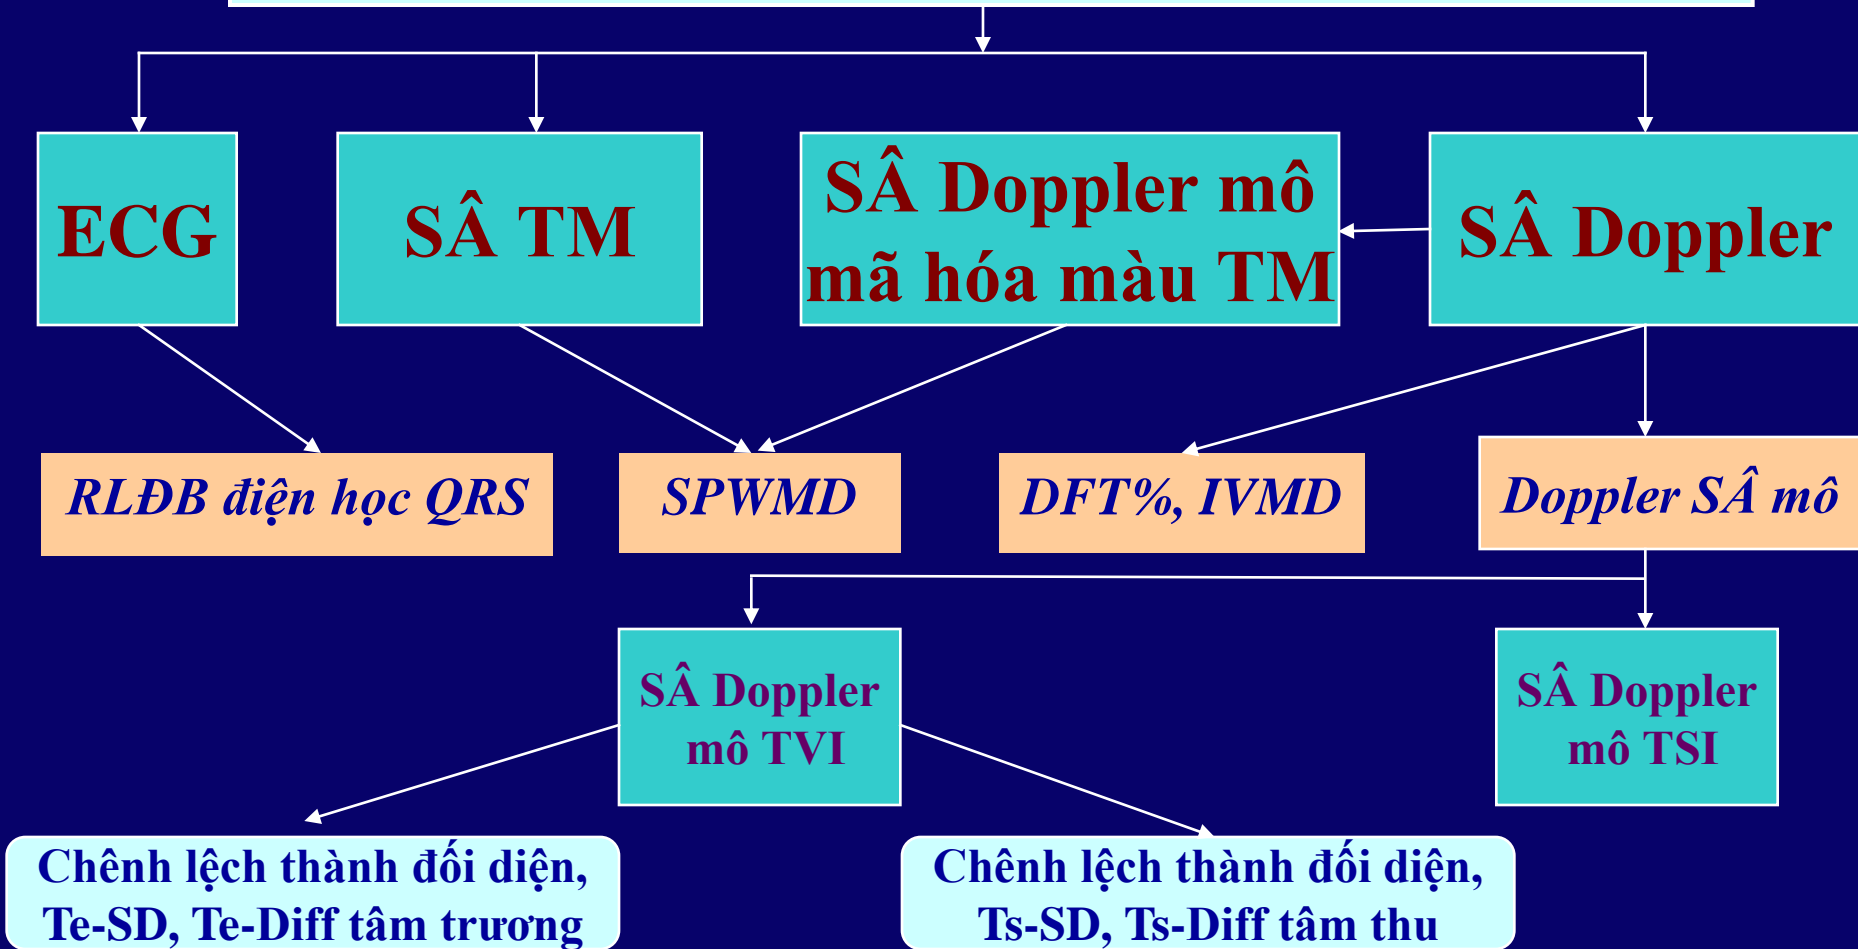 ECG
SÂ TM
SÂ Doppler mô
mã hóa màu TM
SÂ Doppler
RLĐB điện học QRS
SPWMD
DFT%, IVMD
Doppler SÂ mô
SÂ Doppler
mô TVI
SÂ Doppler
mô TSI
Chênh lệch thành đối diện,
Te-SD, Te-Diff tâm trương
Chênh lệch thành đối diện,
Ts-SD, Ts-Diff tâm thu